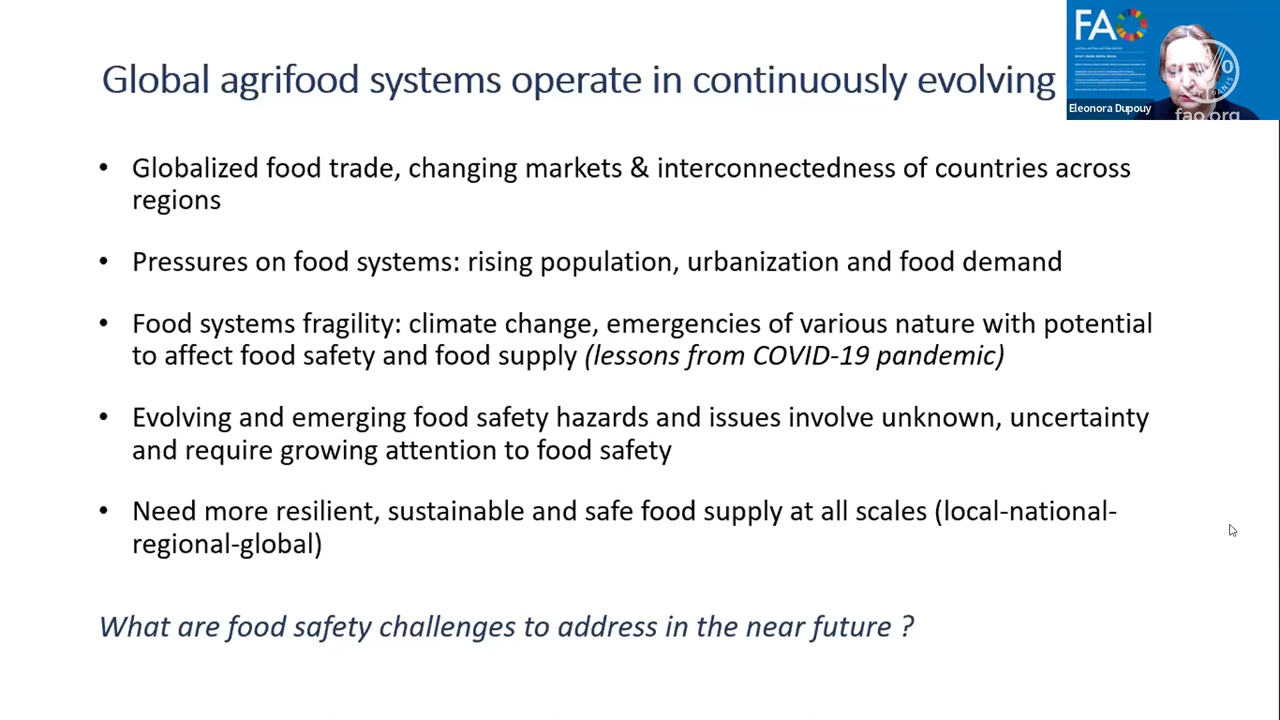 Global agrifood systems operate in continuously evolving
FAO
Eleonora Dupouy
fao.org
• Globalized food trade, changing markets & interconnectedness of countries across
regions
• Pressures on food systems: rising population, urbanization and food demand
• Food systems fragility: climate change, emergencies of various nature with potential
to affect food safety and food supply (lessons from COVID-19 pandemic)
• Evolving and emerging food safety hazards and issues involve unknown, uncertainty
and require growing attention to food safety
• Need more resilient, sustainable and safe food supply at all scales (local-national-
regional-global)
What are food safety challenges to address in the near future ?